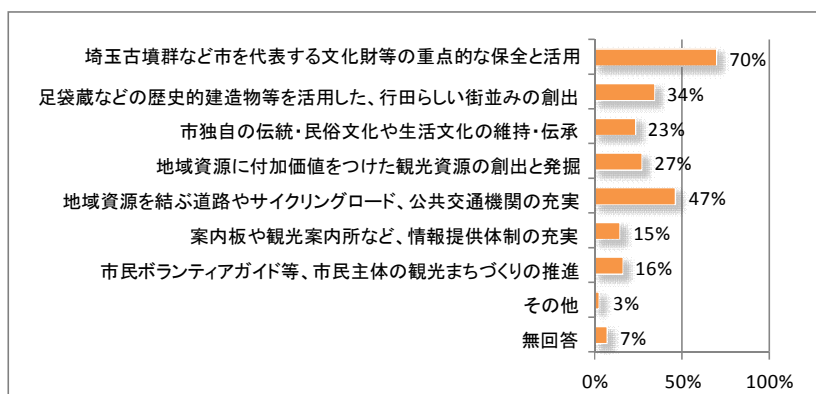 埼玉古墳群など市を代表する文化財等の重点的な保全と活用 70%
足袋蔵などの歴史的建造物等を活用した、行田らしい街並みの創出 34%
市独自の伝統・民俗文化や生活文化の維持・伝承 23%
地域資源に付加価値をつけた観光資源の創出と発掘 27%
地域資源を結ぶ道路やサイクリングロード、公共交通機関の充実 47%
案内板や観光案内所など、情報提供体制の充実 15%
市民ボランティアガイド等、市民主体の観光まちづくりの推進 16%
その他 3%
無回答 7%
0% 50% 100%